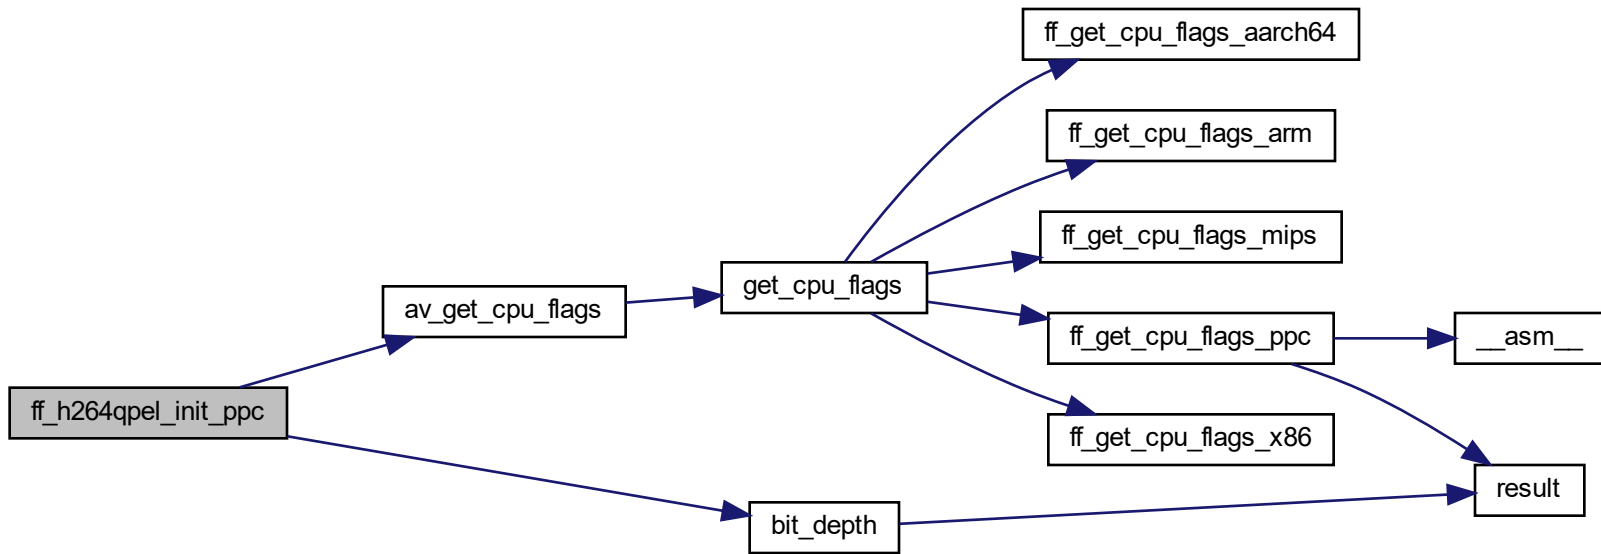 ff_get_cpu_flags_aarch64
ff_get_cpu_flags_arm
ff_get_cpu_flags_mips
get_cpu_flags
av_get_cpu_flags
ff_get_cpu_flags_ppc
__asm__
ff_h264qpel_init_ppc
ff_get_cpu_flags_x86
result
bit_depth